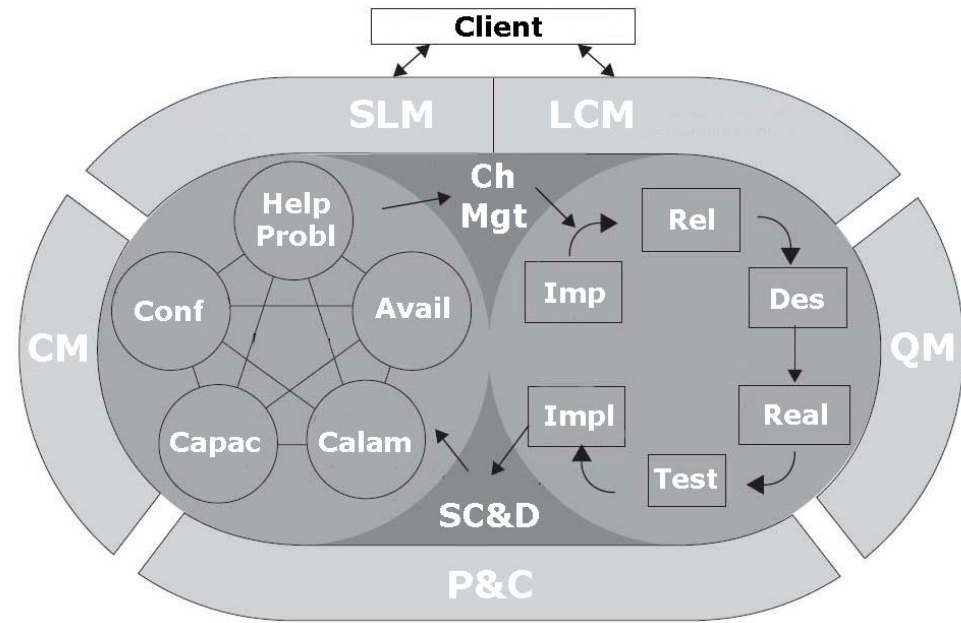 Client
SLM
LCM
Ch
Mgt
Help
Probl
Rel
Conf
Avail
Imp
Des
CM
QM
Capac
Calam
Impl
Real
Test
SC&D
P&C